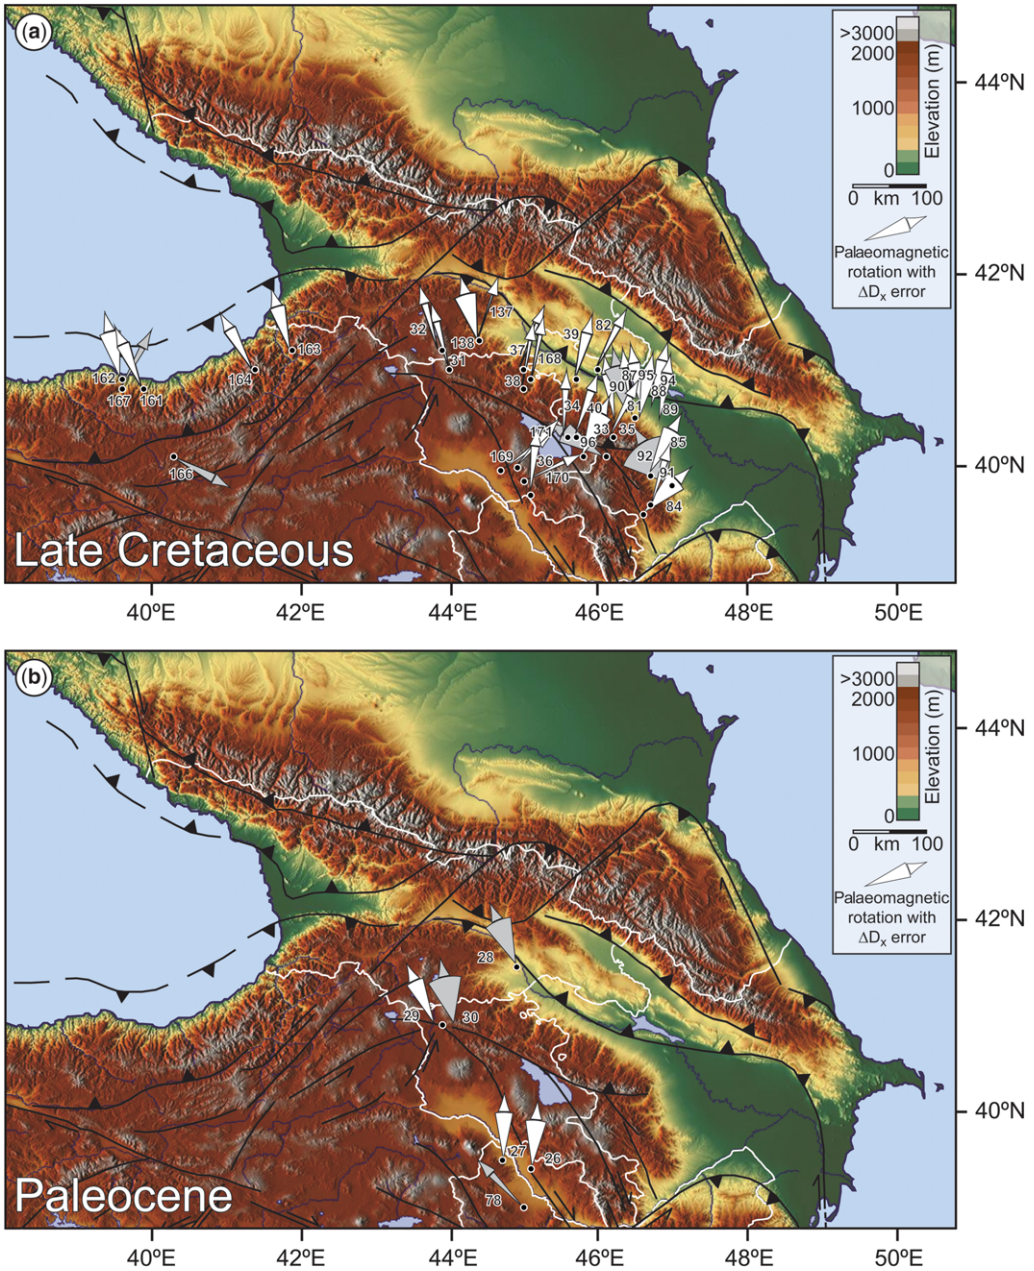 (a)
>3000
2000
1000
0
Elevation (m)
0 km 100
Palaeomagnetic
rotation with
ΔDx error
44ºN
42ºN
40ºN
137
32
138
31
163
164
162
167
161
166
39
82
37
168
38
87
95
94
90
88
89
81
34
40
33
35
171
96
85
169
36
92
170
91
84
Late Cretaceous
40ºE
42ºE
44ºE
46ºE
48ºE
50ºE
(b)
>3000
2000
1000
0
Elevation (m)
0 km 100
Palaeomagnetic
rotation with
ΔDx error
44ºN
42ºN
40ºN
28
29
30
27
26
78
Paleocene
40ºE
42ºE
44ºE
46ºE
48ºE
50ºE